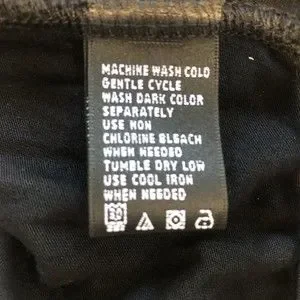 MACHINE WASH COLD
GENTLE CYCLE
WASH DARK COLOR
SEPARATELY
USE NON
CHLORINE BLEACH
WHEN NEEDED
TUMBLE DRY LOW
USE COOL IRON
WHEN NEEDED